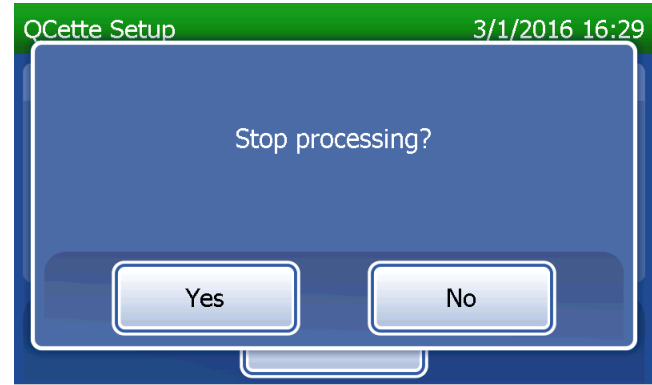 QCette Setup 3/1/2016 16:29
Stop processing?
Yes No